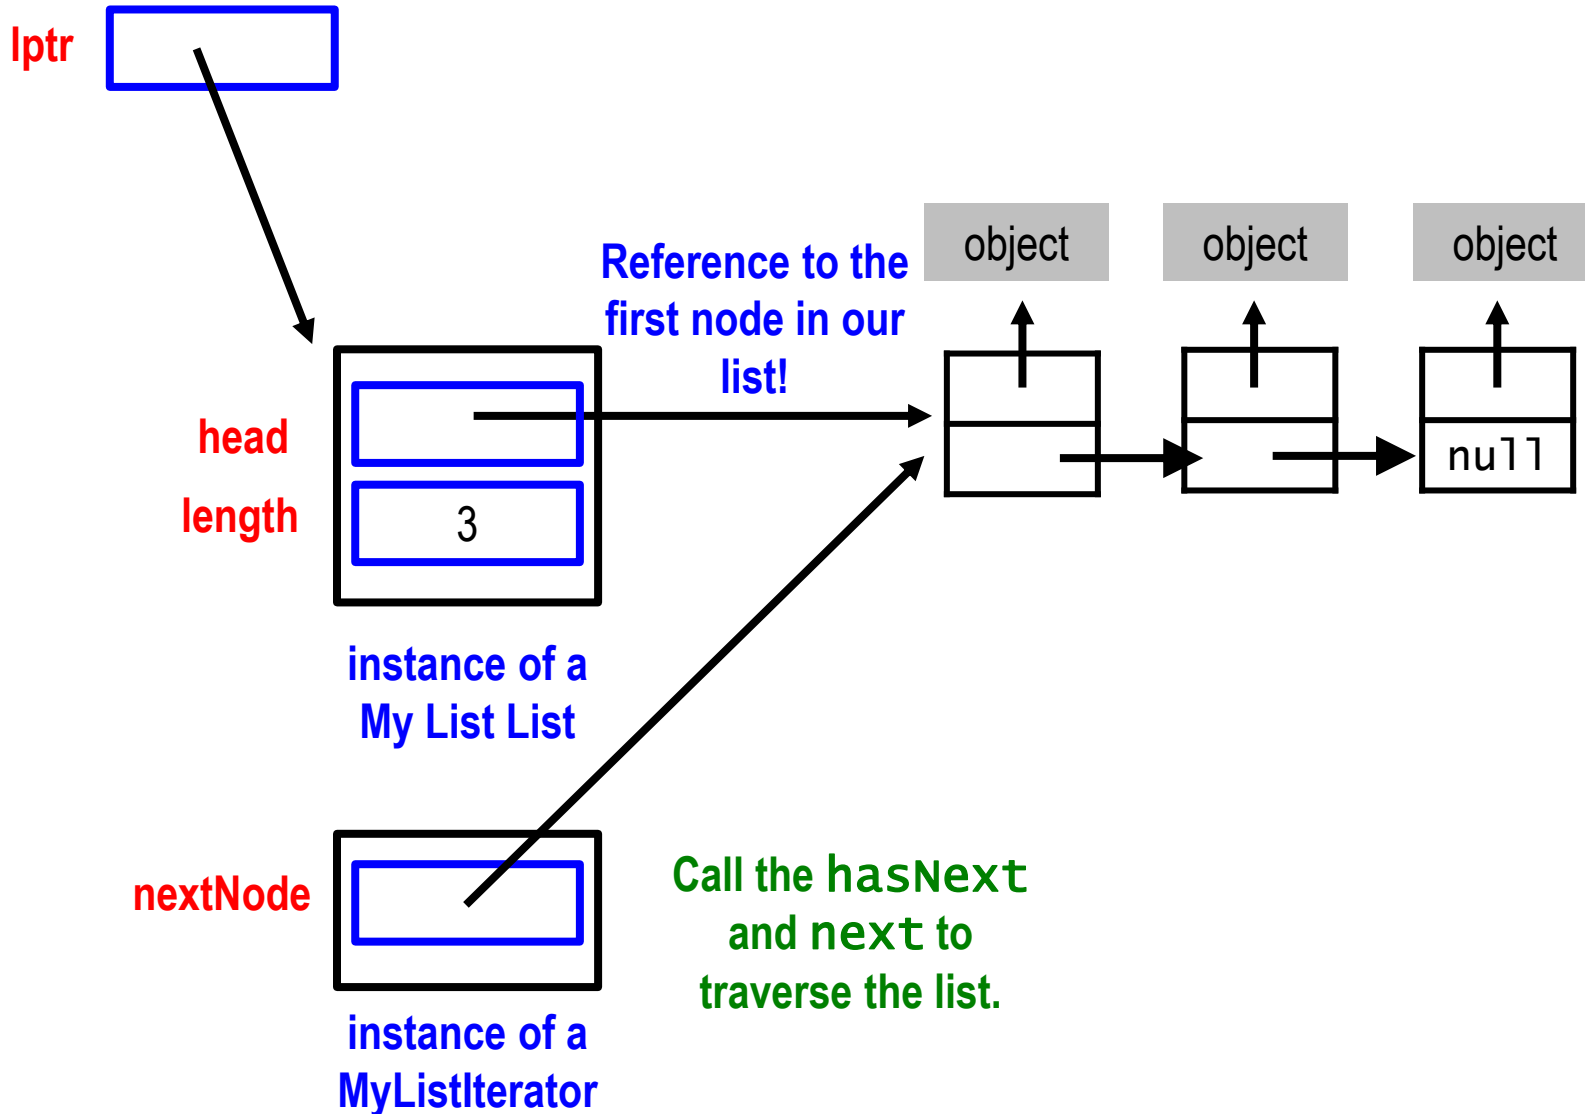 lptr
object
object
object
Reference to the
first node in our
list!
head
null
length
3
instance of a
My List List
nextNode
Call the hasNext
and next to
traverse the list.
instance of a
MyListIterator